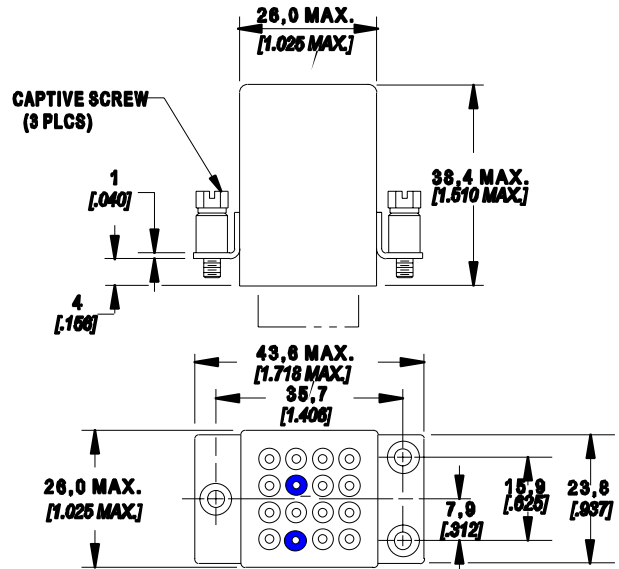 26,0 MAX.
[1.025 MAX.]
CAPTIVE SCREW
(3 PLCS)
1
[.040]
38,4 MAX.
[1.510 MAX.]
4
[.156]
43,6 MAX.
[1.718 MAX.]
35,7
[1.406]
26,0 MAX.
[1.025 MAX.]
15,9
[.625]
23,8
[.937]
7,9
[.312]